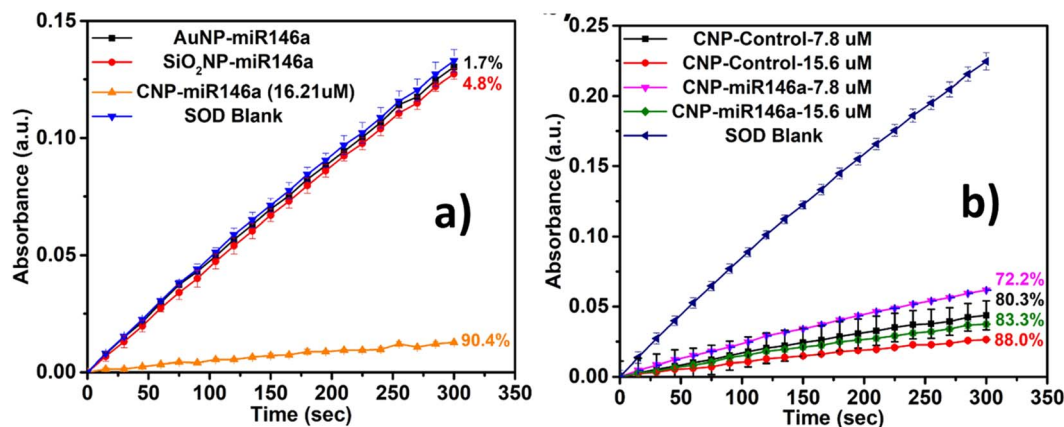 a)
AuNP-miR146a
SiO₂NP-miR146a
CNP-miR146a (16.21uM)
SOD Blank
1.7%
4.8%
90.4%
0.15
0.10
0.05
0.00
Absorbance (a.u.)
0 50 100 150 200 250 300 350
Time (sec)
b)
CNP-Control-7.8 uM
CNP-Control-15.6 uM
CNP-miR146a-7.8 uM
CNP-miR146a-15.6 uM
SOD Blank
72.2%
80.3%
83.3%
88.0%
0.25
0.20
0.15
0.10
0.05
0.00
Absorbance (a.u.)
0 50 100 150 200 250 300 350
Time (sec)